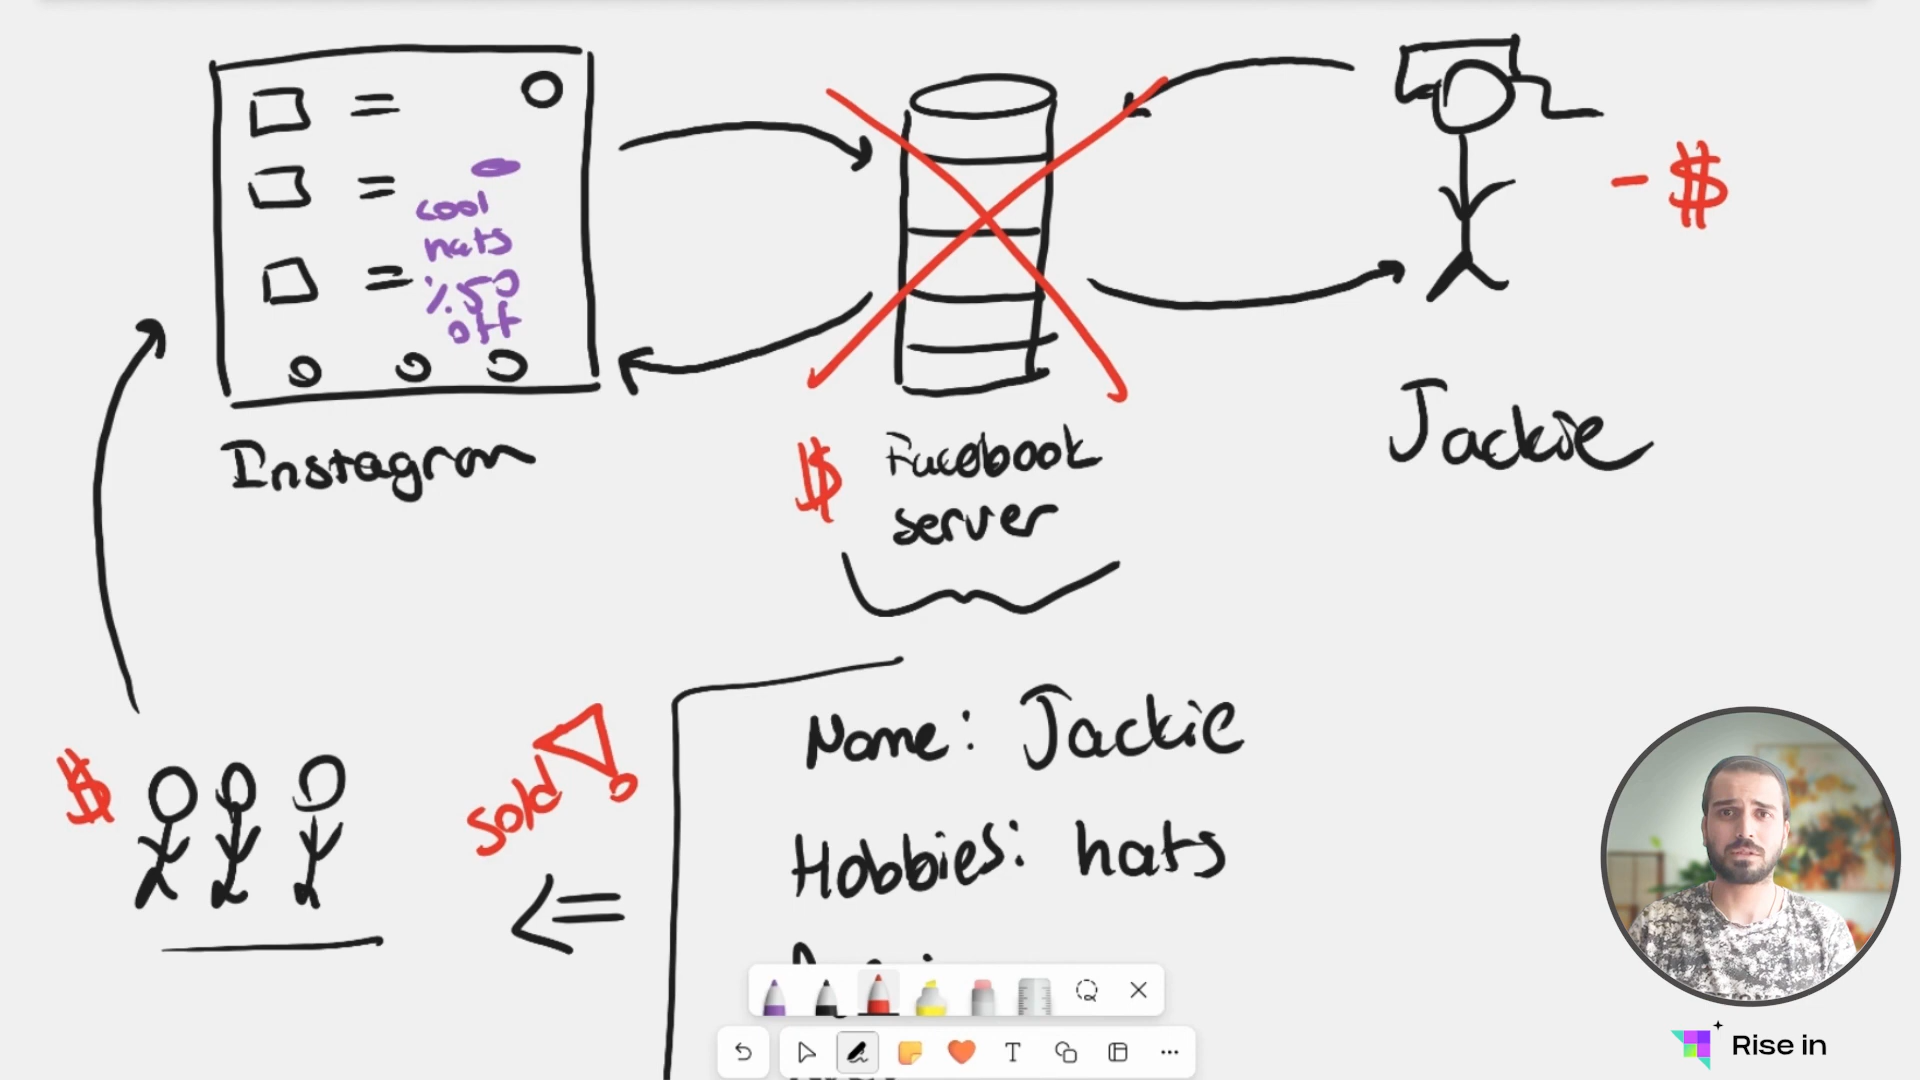 cool
hats
%50
off
- $
Instagram
$
Facebook
server
Jackie
$
sold
<=
Name: Jackie
Hobbies: hats
T
Rise in